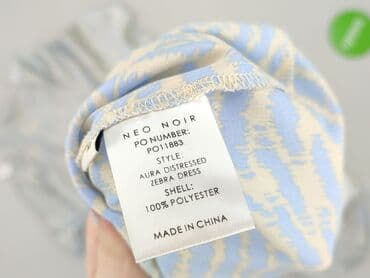 NEO NOIR
PO NUMBER:
PO11883
STYLE:
AURA DISTRESSED
ZEBRA DRESS
SHELL:
100% POLYESTER
MADE IN CHINA